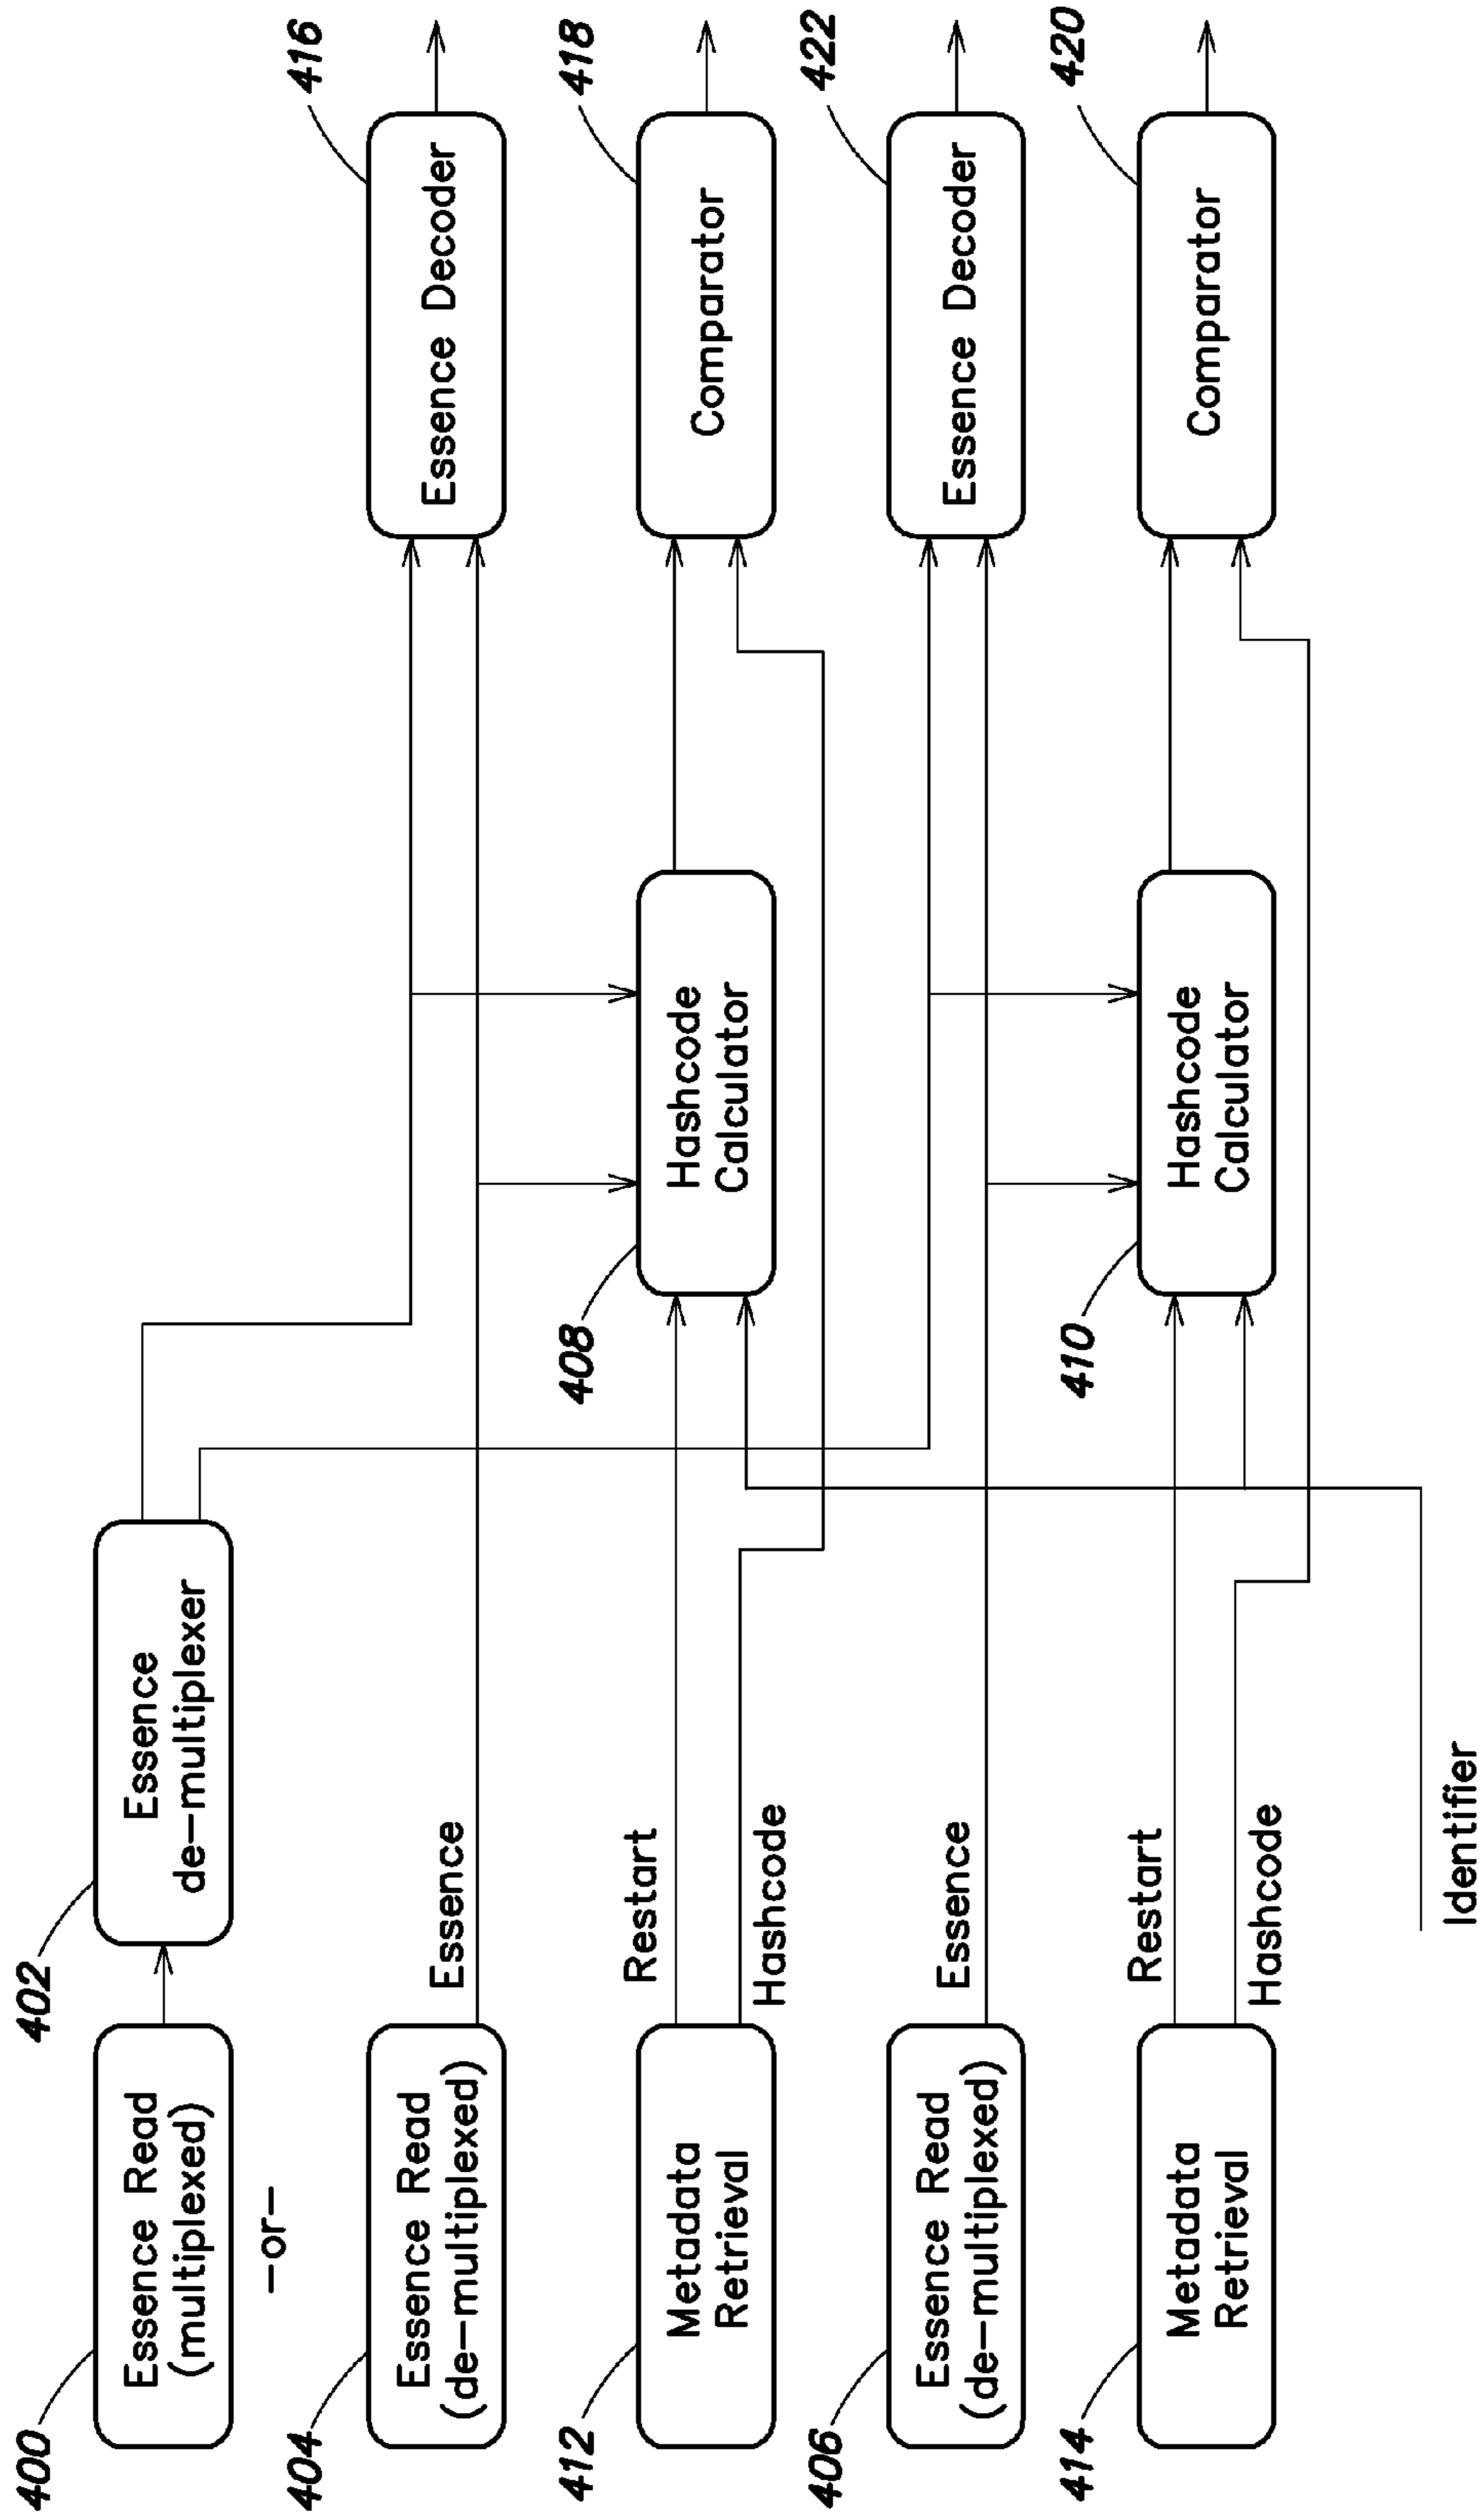 400
Essence Read
(multiplexed)
402
Essence
de-multiplexer
-or-
404
Essence Read
(de-multiplexed)
Essence
416
Essence Decoder
412
Metadata
Retrieval
Restart
Hashcode
408
Hashcode
Calculator
418
Comparator
406
Essence Read
(de-multiplexed)
Essence
422
Essence Decoder
414
Metadata
Retrieval
Restart
Hashcode
410
Hashcode
Calculator
420
Comparator
Identifier